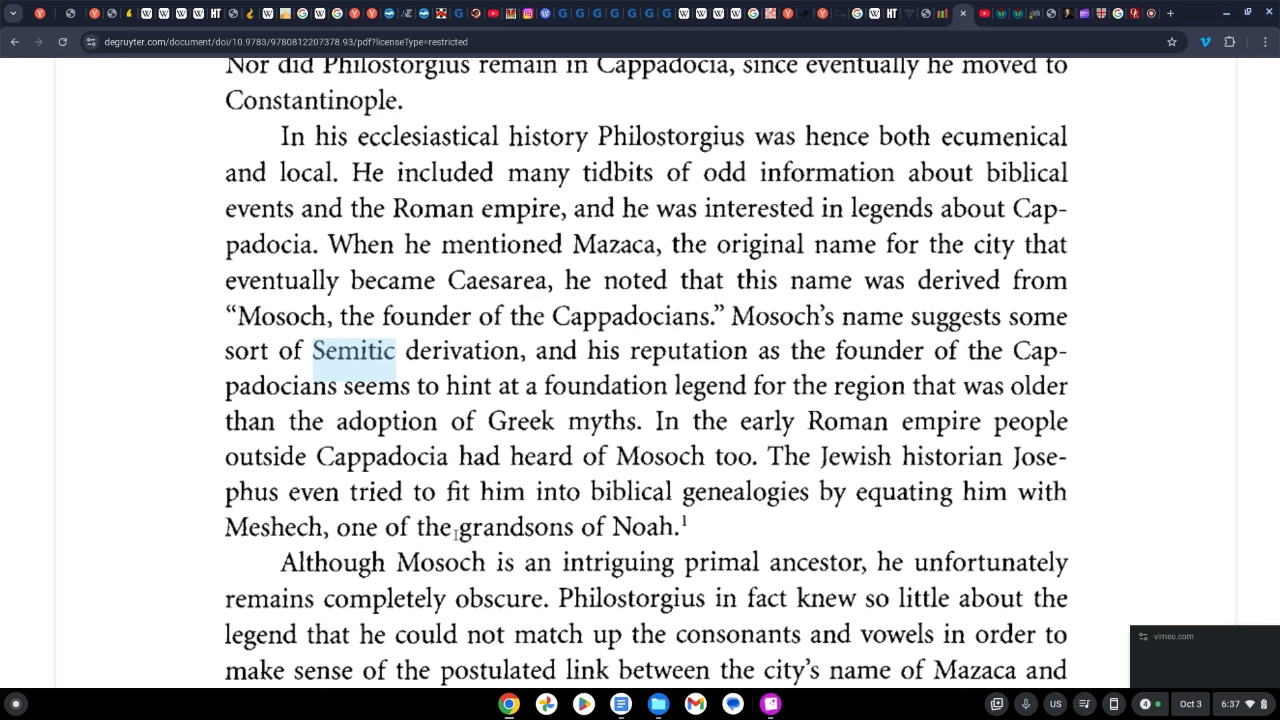 degruyter.com/document/doi/10.9783/9780812207378.93/pdf?licenseType=restricted
Nor did Philostorgius remain in Cappadocia, since eventually he moved to
Constantinople.
In his ecclesiastical history Philostorgius was hence both ecumenical
and local. He included many tidbits of odd information about biblical
events and the Roman empire, and he was interested in legends about Cap-
padocia. When he mentioned Mazaca, the original name for the city that
eventually became Caesarea, he noted that this name was derived from
“Mosoch, the founder of the Cappadocians.” Mosoch’s name suggests some
sort of Semitic derivation, and his reputation as the founder of the Cap-
padocians seems to hint at a foundation legend for the region that was older
than the adoption of Greek myths. In the early Roman empire people
outside Cappadocia had heard of Mosoch too. The Jewish historian Jose-
phus even tried to fit him into biblical genealogies by equating him with
Meshech, one of the grandsons of Noah.¹
Although Mosoch is an intriguing primal ancestor, he unfortunately
remains completely obscure. Philostorgius in fact knew so little about the
legend that he could not match up the consonants and vowels in order to
make sense of the postulated link between the city’s name of Mazaca and
vimeo.com
US
4
Oct 3
6:37